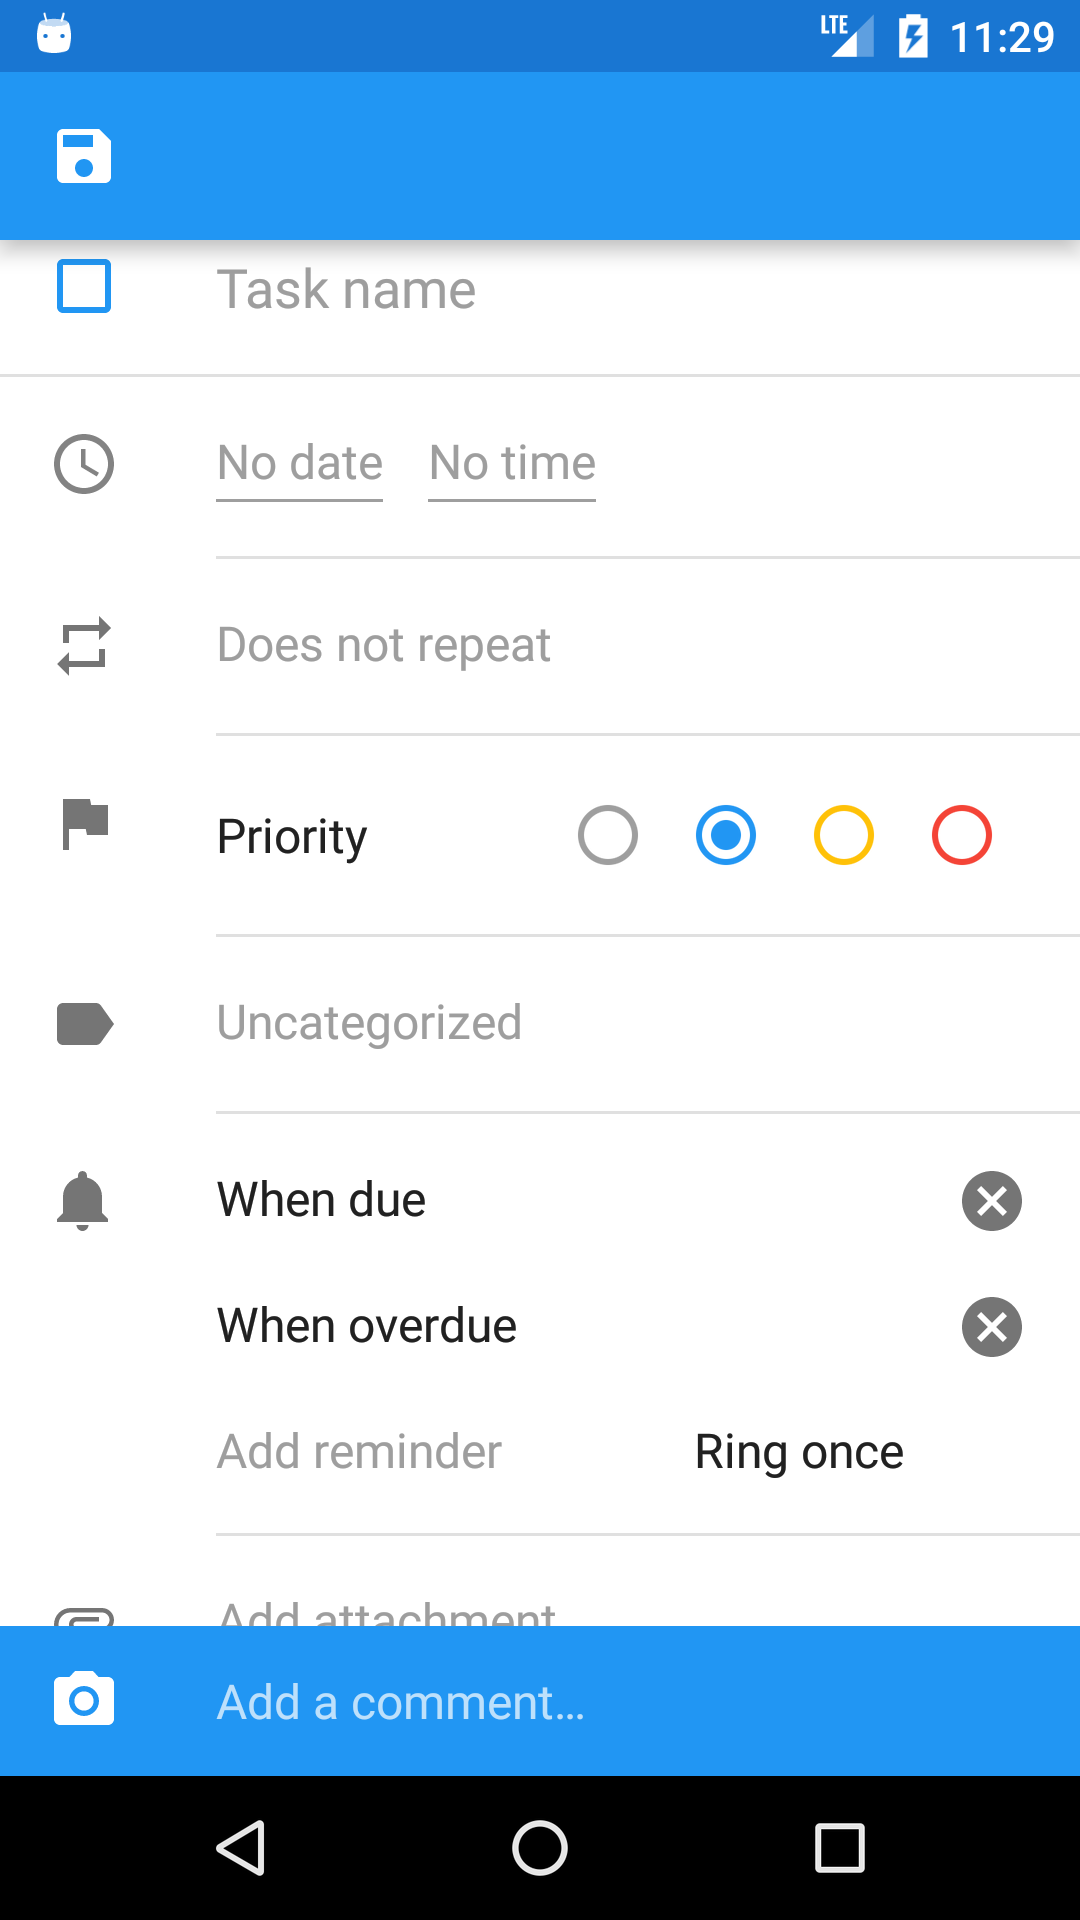 LTE 11:29
Task name
No date No time
Does not repeat
Priority
Uncategorized
When due
When overdue
Add reminder Ring once
Add attachment
Add a comment...